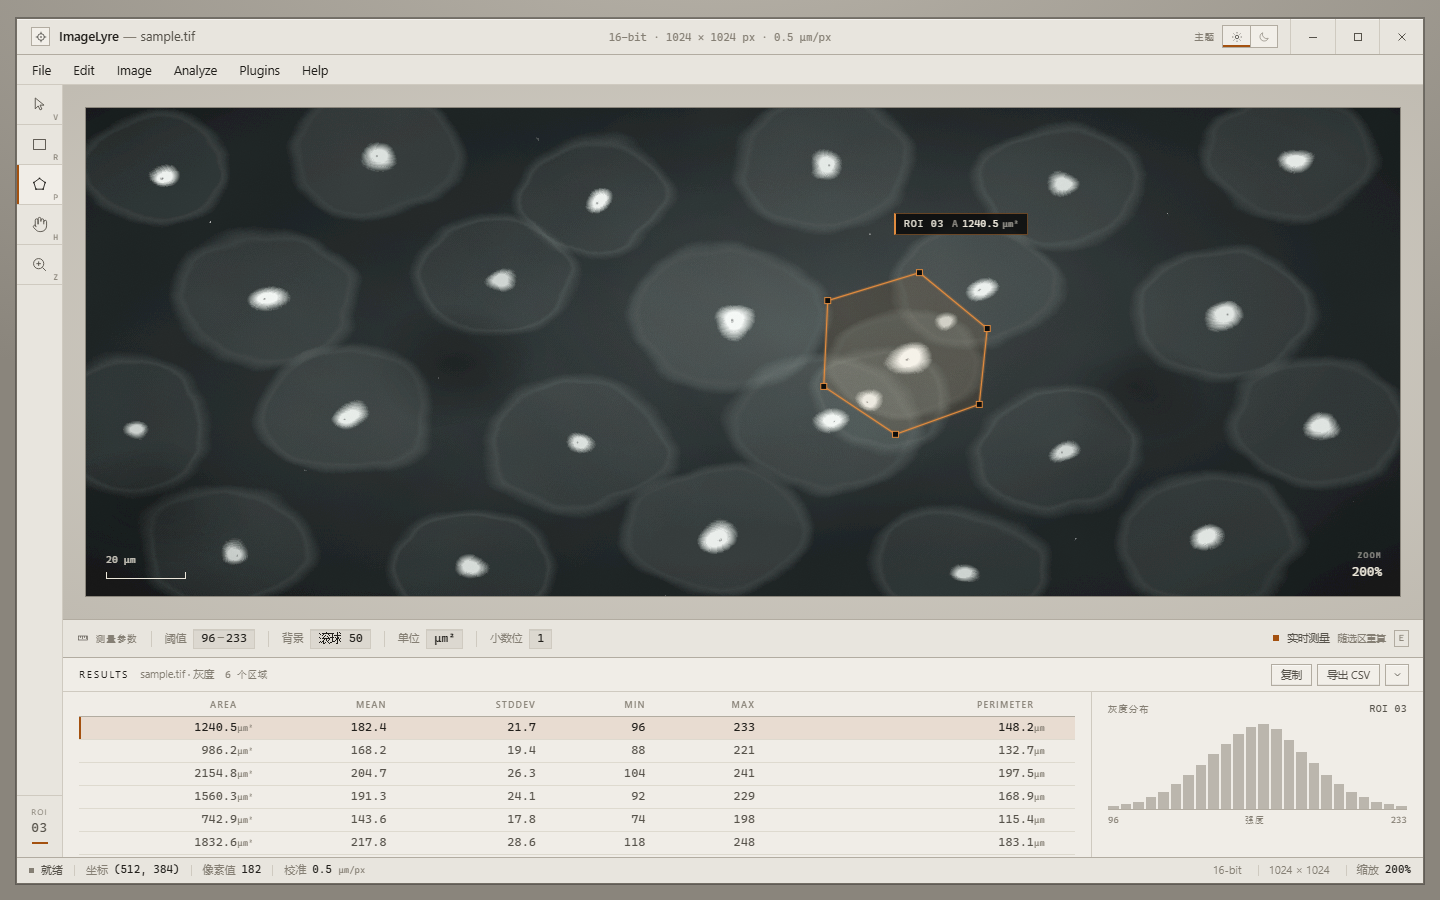 ImageLyre — sample.tif
16-bit · 1024 × 1024 px · 0.5 µm/px
主题
File Edit Image Analyze Plugins Help
V
R
P
H
Z
ROI 03 A 1240.5 µm²
20 µm
ZOOM
200%
测量参数 阈值 96–233 背景 滚球 50 单位 µm² 小数位 1
实时测量 随选区重算 E
RESULTS sample.tif · 灰度 6 个区域
复制 导出 CSV
AREA MEAN STDDEV MIN MAX PERIMETER
1240.5µm² 182.4 21.7 96 233 148.2µm
986.2µm² 168.2 19.4 88 221 132.7µm
2154.8µm² 204.7 26.3 104 241 197.5µm
1560.3µm² 191.3 24.1 92 229 168.9µm
742.9µm² 143.6 17.8 74 198 115.4µm
1832.6µm² 217.8 28.6 118 248 183.1µm
灰度分布 ROI 03
96 强度 233
ROI
03
就绪 坐标 (512, 384) 像素值 182 校准 0.5 µm/px
16-bit 1024 × 1024 缩放 200%